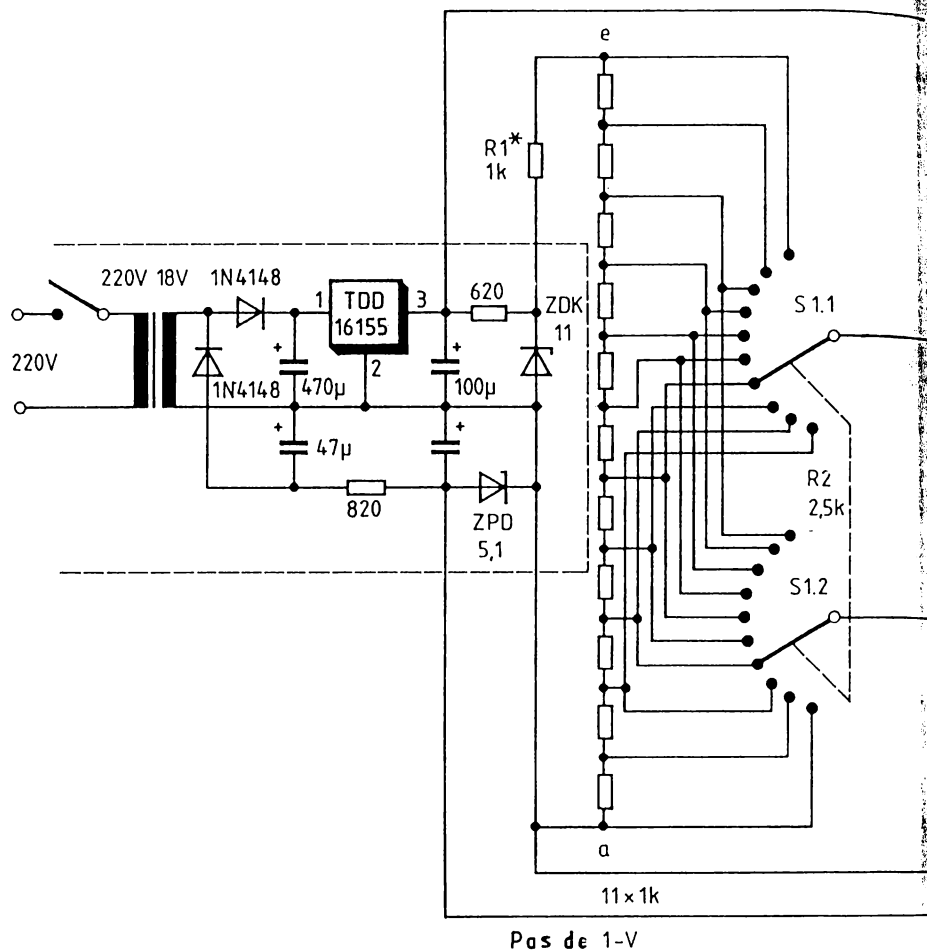 e
R1*
1k
220V 18V
1N4148
1
TDD
16155
3
620
ZDK
11
S1.1
220V
1N4148
+
470µ
2
+
100µ
+
47µ
+
820
ZPD
5,1
R2
2,5k
S1.2
a
11 × 1k
Pas de 1-V